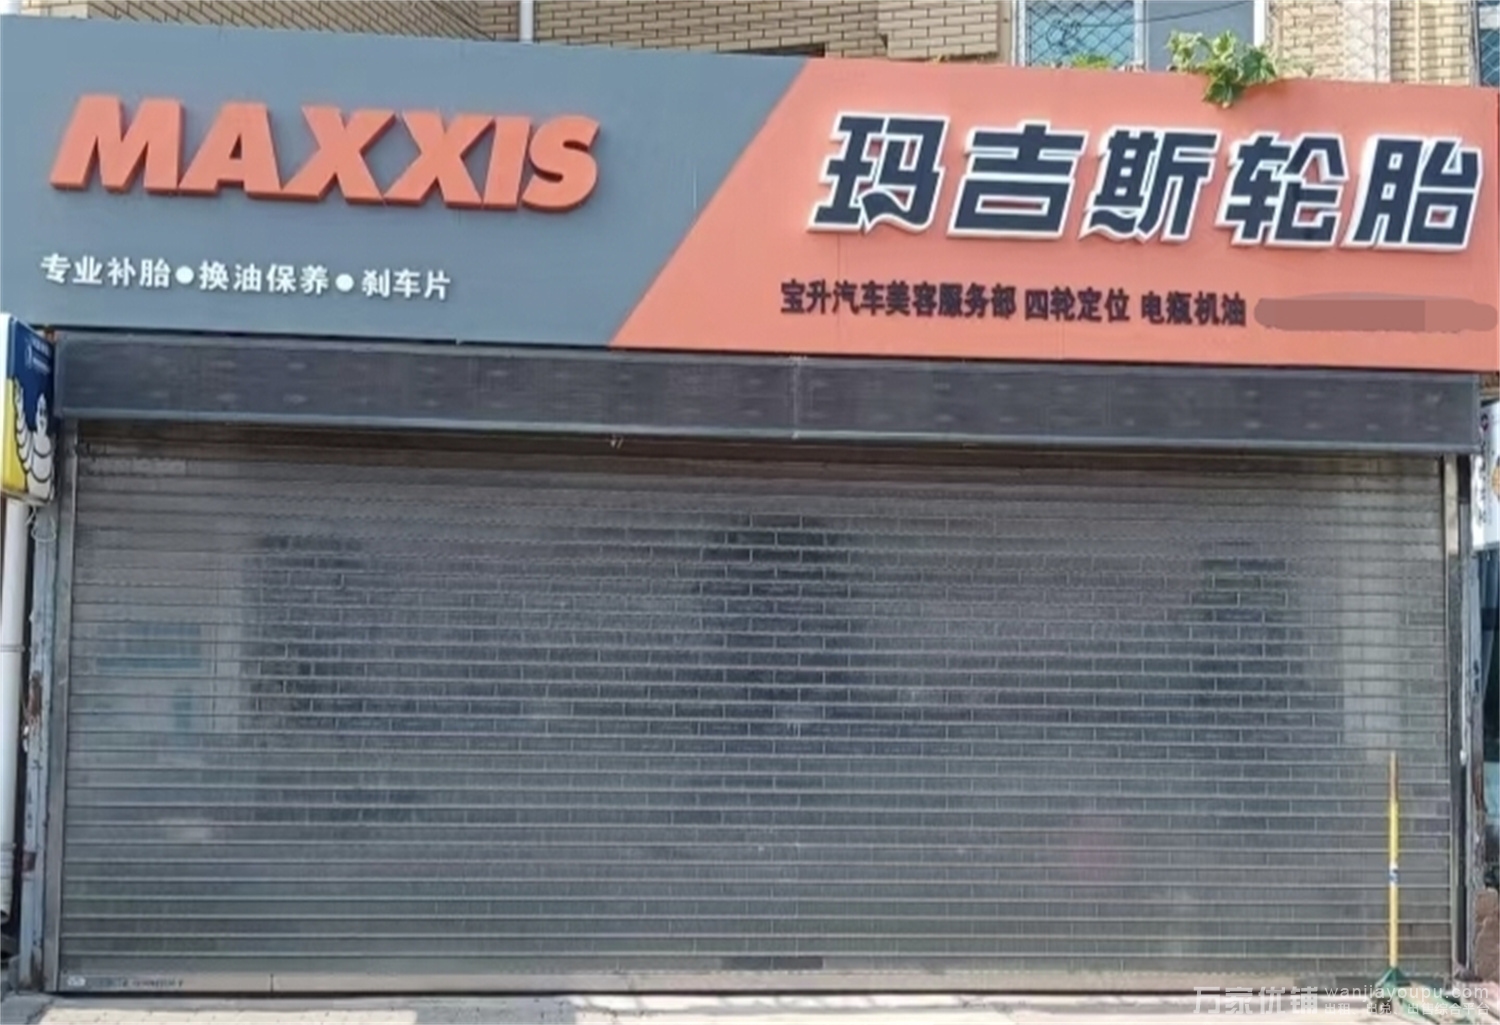 MAXXIS
专业补胎●换油保养●刹车片
玛吉斯轮胎
宝升汽车美容服务部 四轮定位 电瓶机油
万家优铺 wanjiayoupu.com